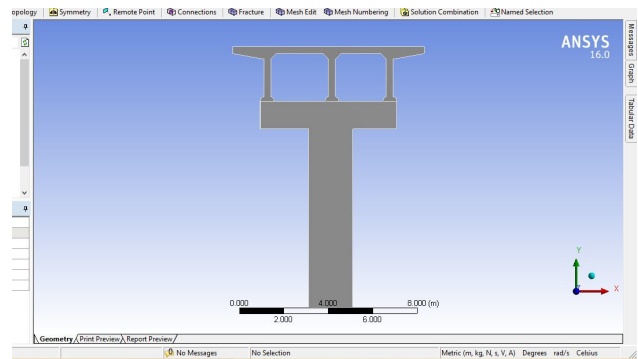 opology Symmetry Remote Point Connections Fracture Mesh Edit Mesh Numbering Solution Combination Named Selection
ANSYS
16.0
Messages
Graph
Tabular Data
Y
X
0.000 4.000 8.000 (m)
2.000 6.000
Geometry Print Preview Report Preview
No Messages No Selection Metric (m, kg, N, s, V, A) Degrees rad/s Celsius